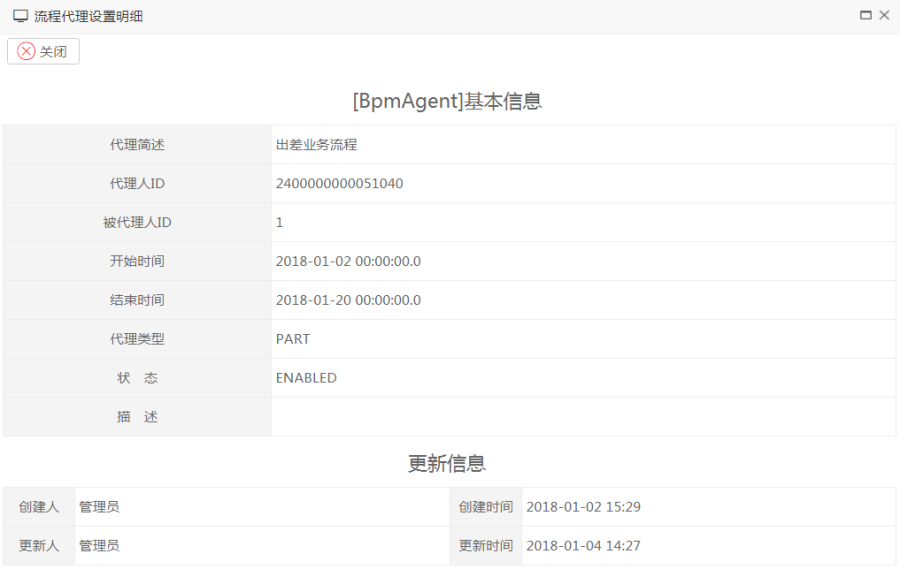 流程代理设置明细
关闭
[BpmAgent]基本信息
代理简述 出差业务流程
代理人ID 2400000000051040
被代理人ID 1
开始时间 2018-01-02 00:00:00.0
结束时间 2018-01-20 00:00:00.0
代理类型 PART
状 态 ENABLED
描 述
更新信息
创建人 管理员 创建时间 2018-01-02 15:29
更新人 管理员 更新时间 2018-01-04 14:27